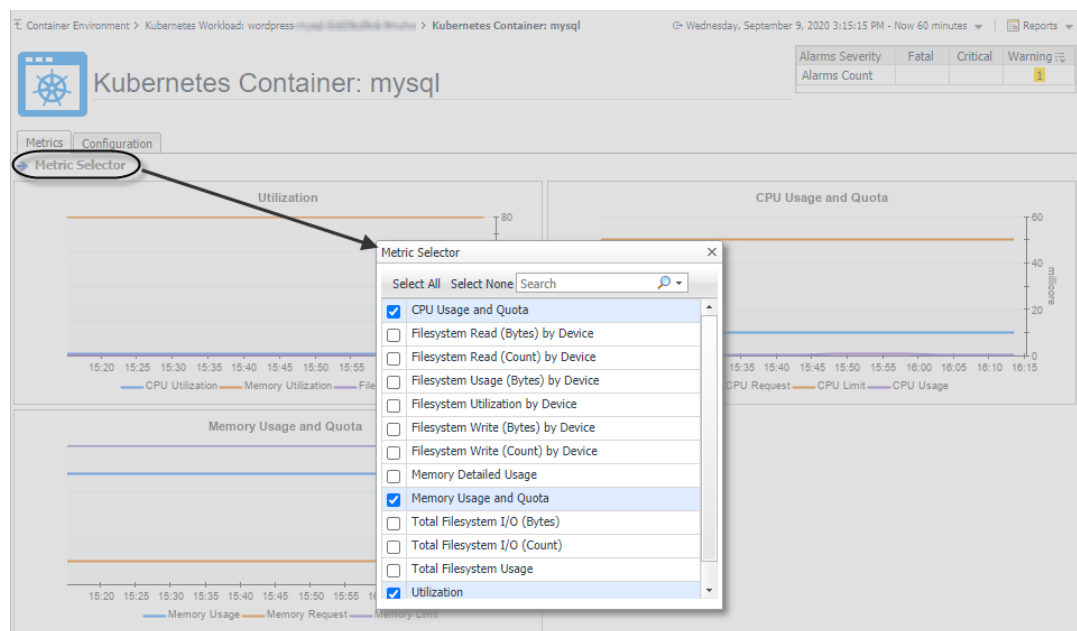 Container Environment > Kubernetes Workload: wordpress > Kubernetes Container: mysql
Wednesday, September 9, 2020 3:15:15 PM - Now 60 minutes
Reports
Alarms Severity Fatal Critical Warning
Alarms Count 1
Kubernetes Container: mysql
Metrics Configuration
Metric Selector
Utilization
80
CPU Usage and Quota
60
40
20
0
millicore
15:20 15:25 15:30 15:35 15:40 15:45 15:50 15:55
CPU Utilization Memory Utilization File
15:35 15:40 15:45 15:50 15:55 16:00 16:05 16:10 16:15
CPU Request CPU Limit CPU Usage
Memory Usage and Quota
15:20 15:25 15:30 15:35 15:40 15:45 15:50 15:55
Memory Usage Memory Request Memory Limit
Metric Selector
Select All Select None Search
CPU Usage and Quota
Filesystem Read (Bytes) by Device
Filesystem Read (Count) by Device
Filesystem Usage (Bytes) by Device
Filesystem Utilization by Device
Filesystem Write (Bytes) by Device
Filesystem Write (Count) by Device
Memory Detailed Usage
Memory Usage and Quota
Total Filesystem I/O (Bytes)
Total Filesystem I/O (Count)
Total Filesystem Usage
Utilization